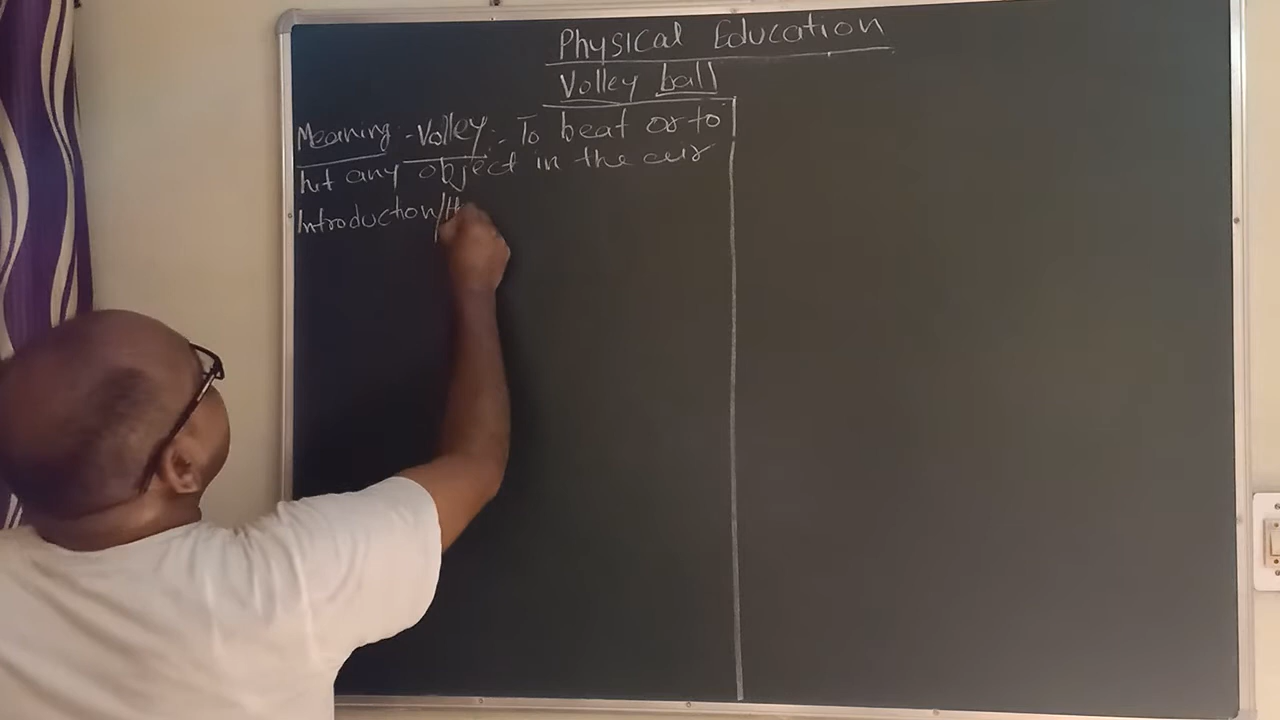 Physical Education
Volley ball
Meaning :- Volley :- To beat or to
hit any object in the air
Introduction/H